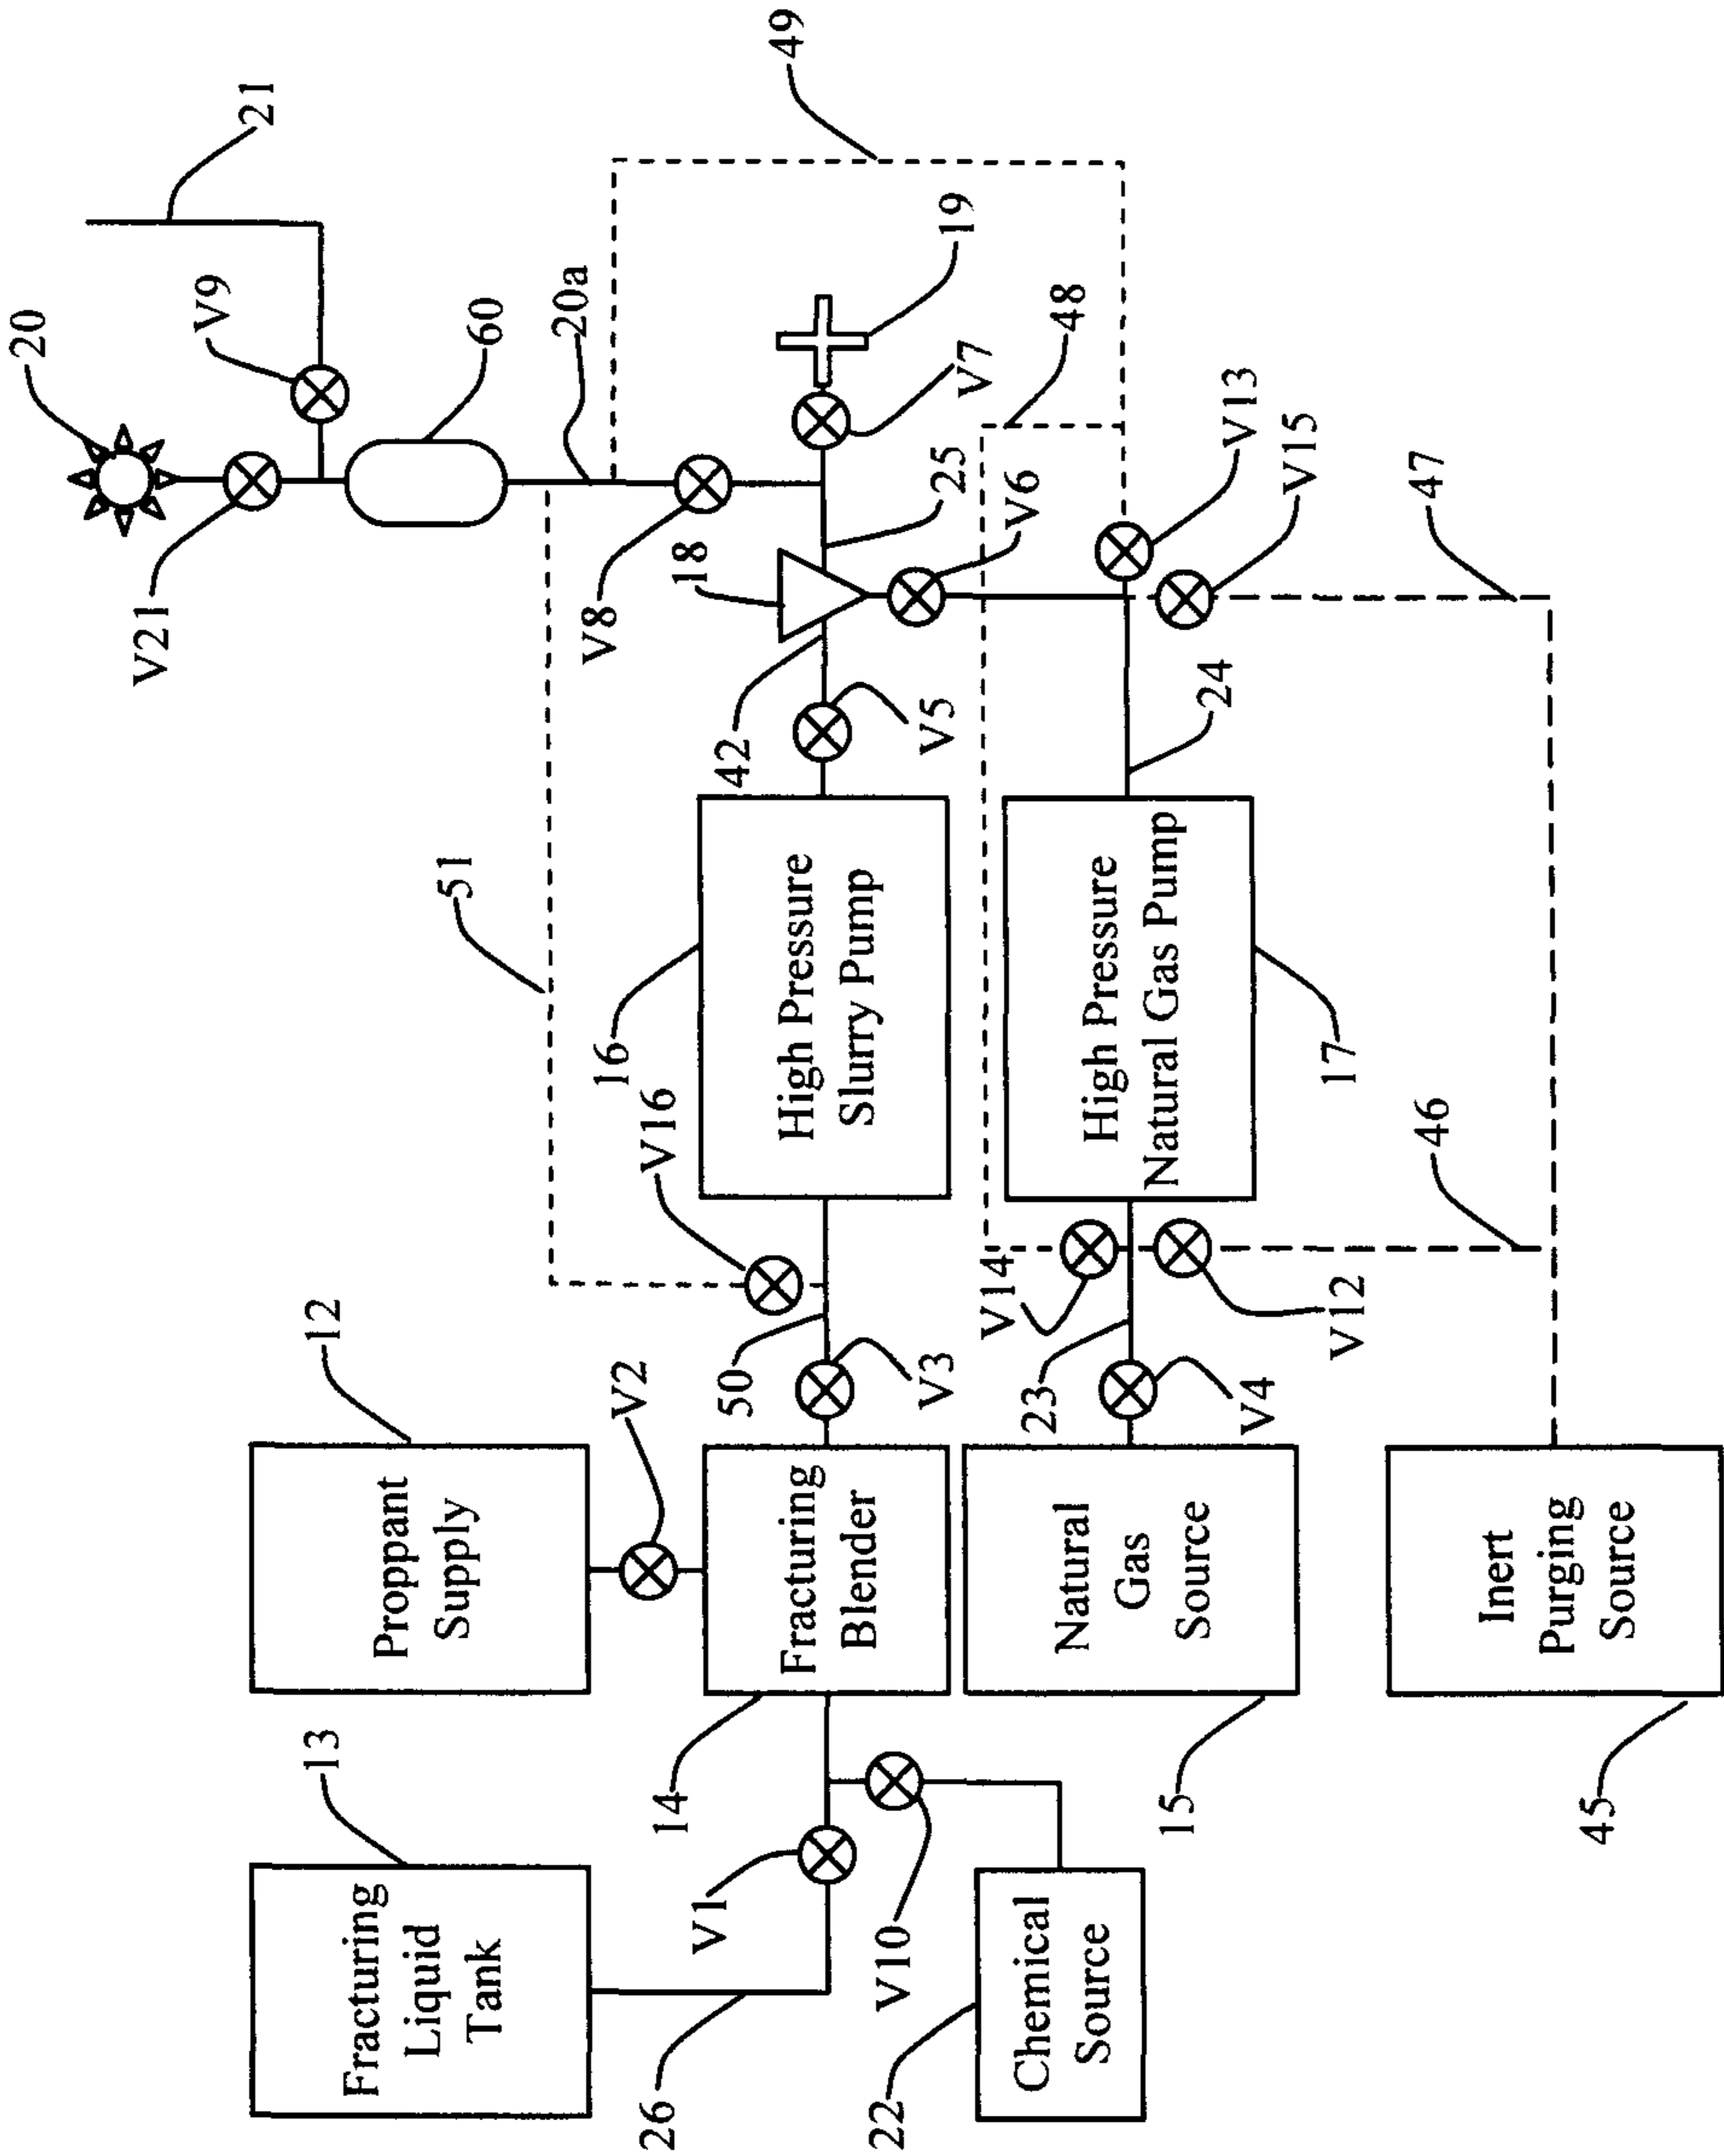 20
V21
V9
21
13
12
Fracturing
Liquid
Tank
Proppant
Supply
51
60
20a
49
26
V1
14
V2
V16
16
V8
18
50
42
Fracturing
Blender
High Pressure
Slurry Pump
19
22
V10
V3
V5
25
V7
V6
48
Chemical
Source
Natural
Gas
Source
23
V14
High Pressure
Natural Gas Pump
24
15
V4
V12
17
V13
V15
46
47
45
Inert
Purging
Source